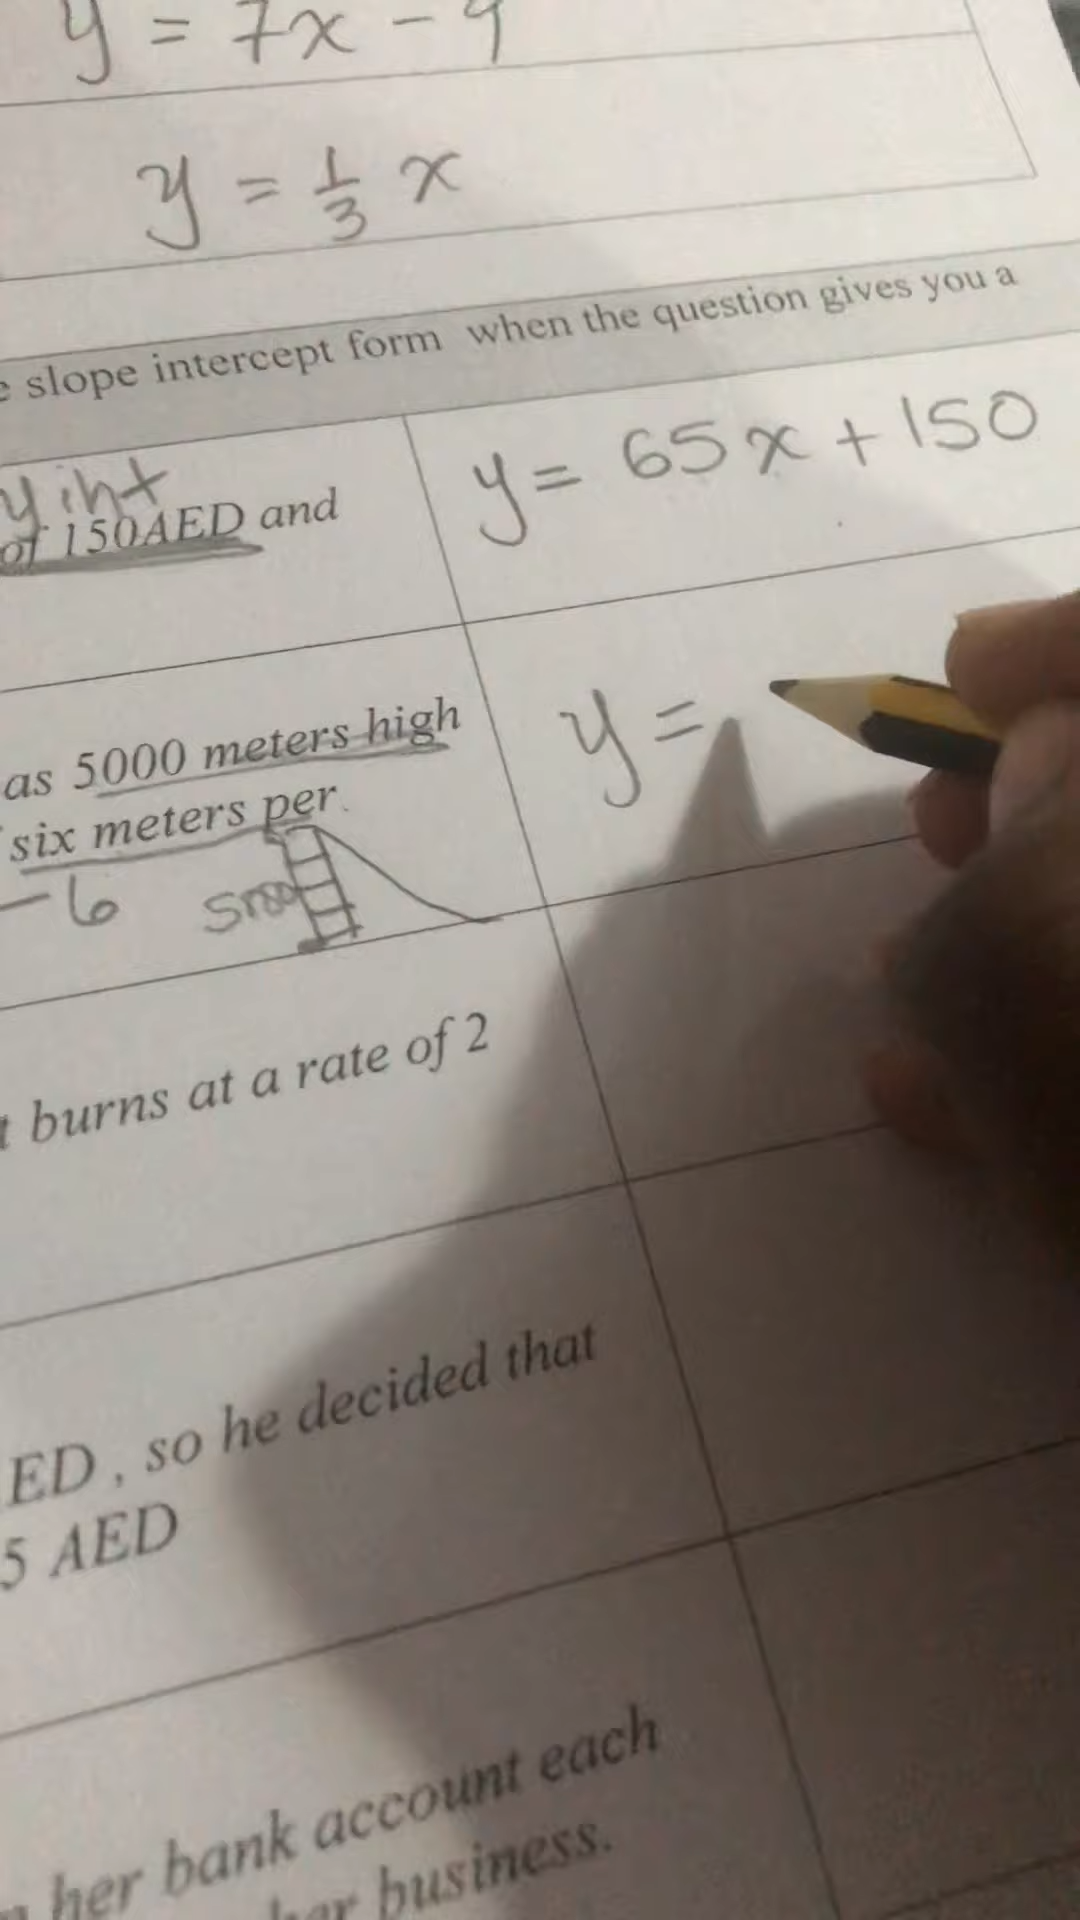 y = 7x - 9
y = 1/3 x
slope intercept form when the question gives you a
y int
of 150AED and
y = 65x + 150
as 5000 meters high
y =
six meters per
-6
5000
burns at a rate of 2
ED, so he decided that
5 AED
her bank account each
her business.